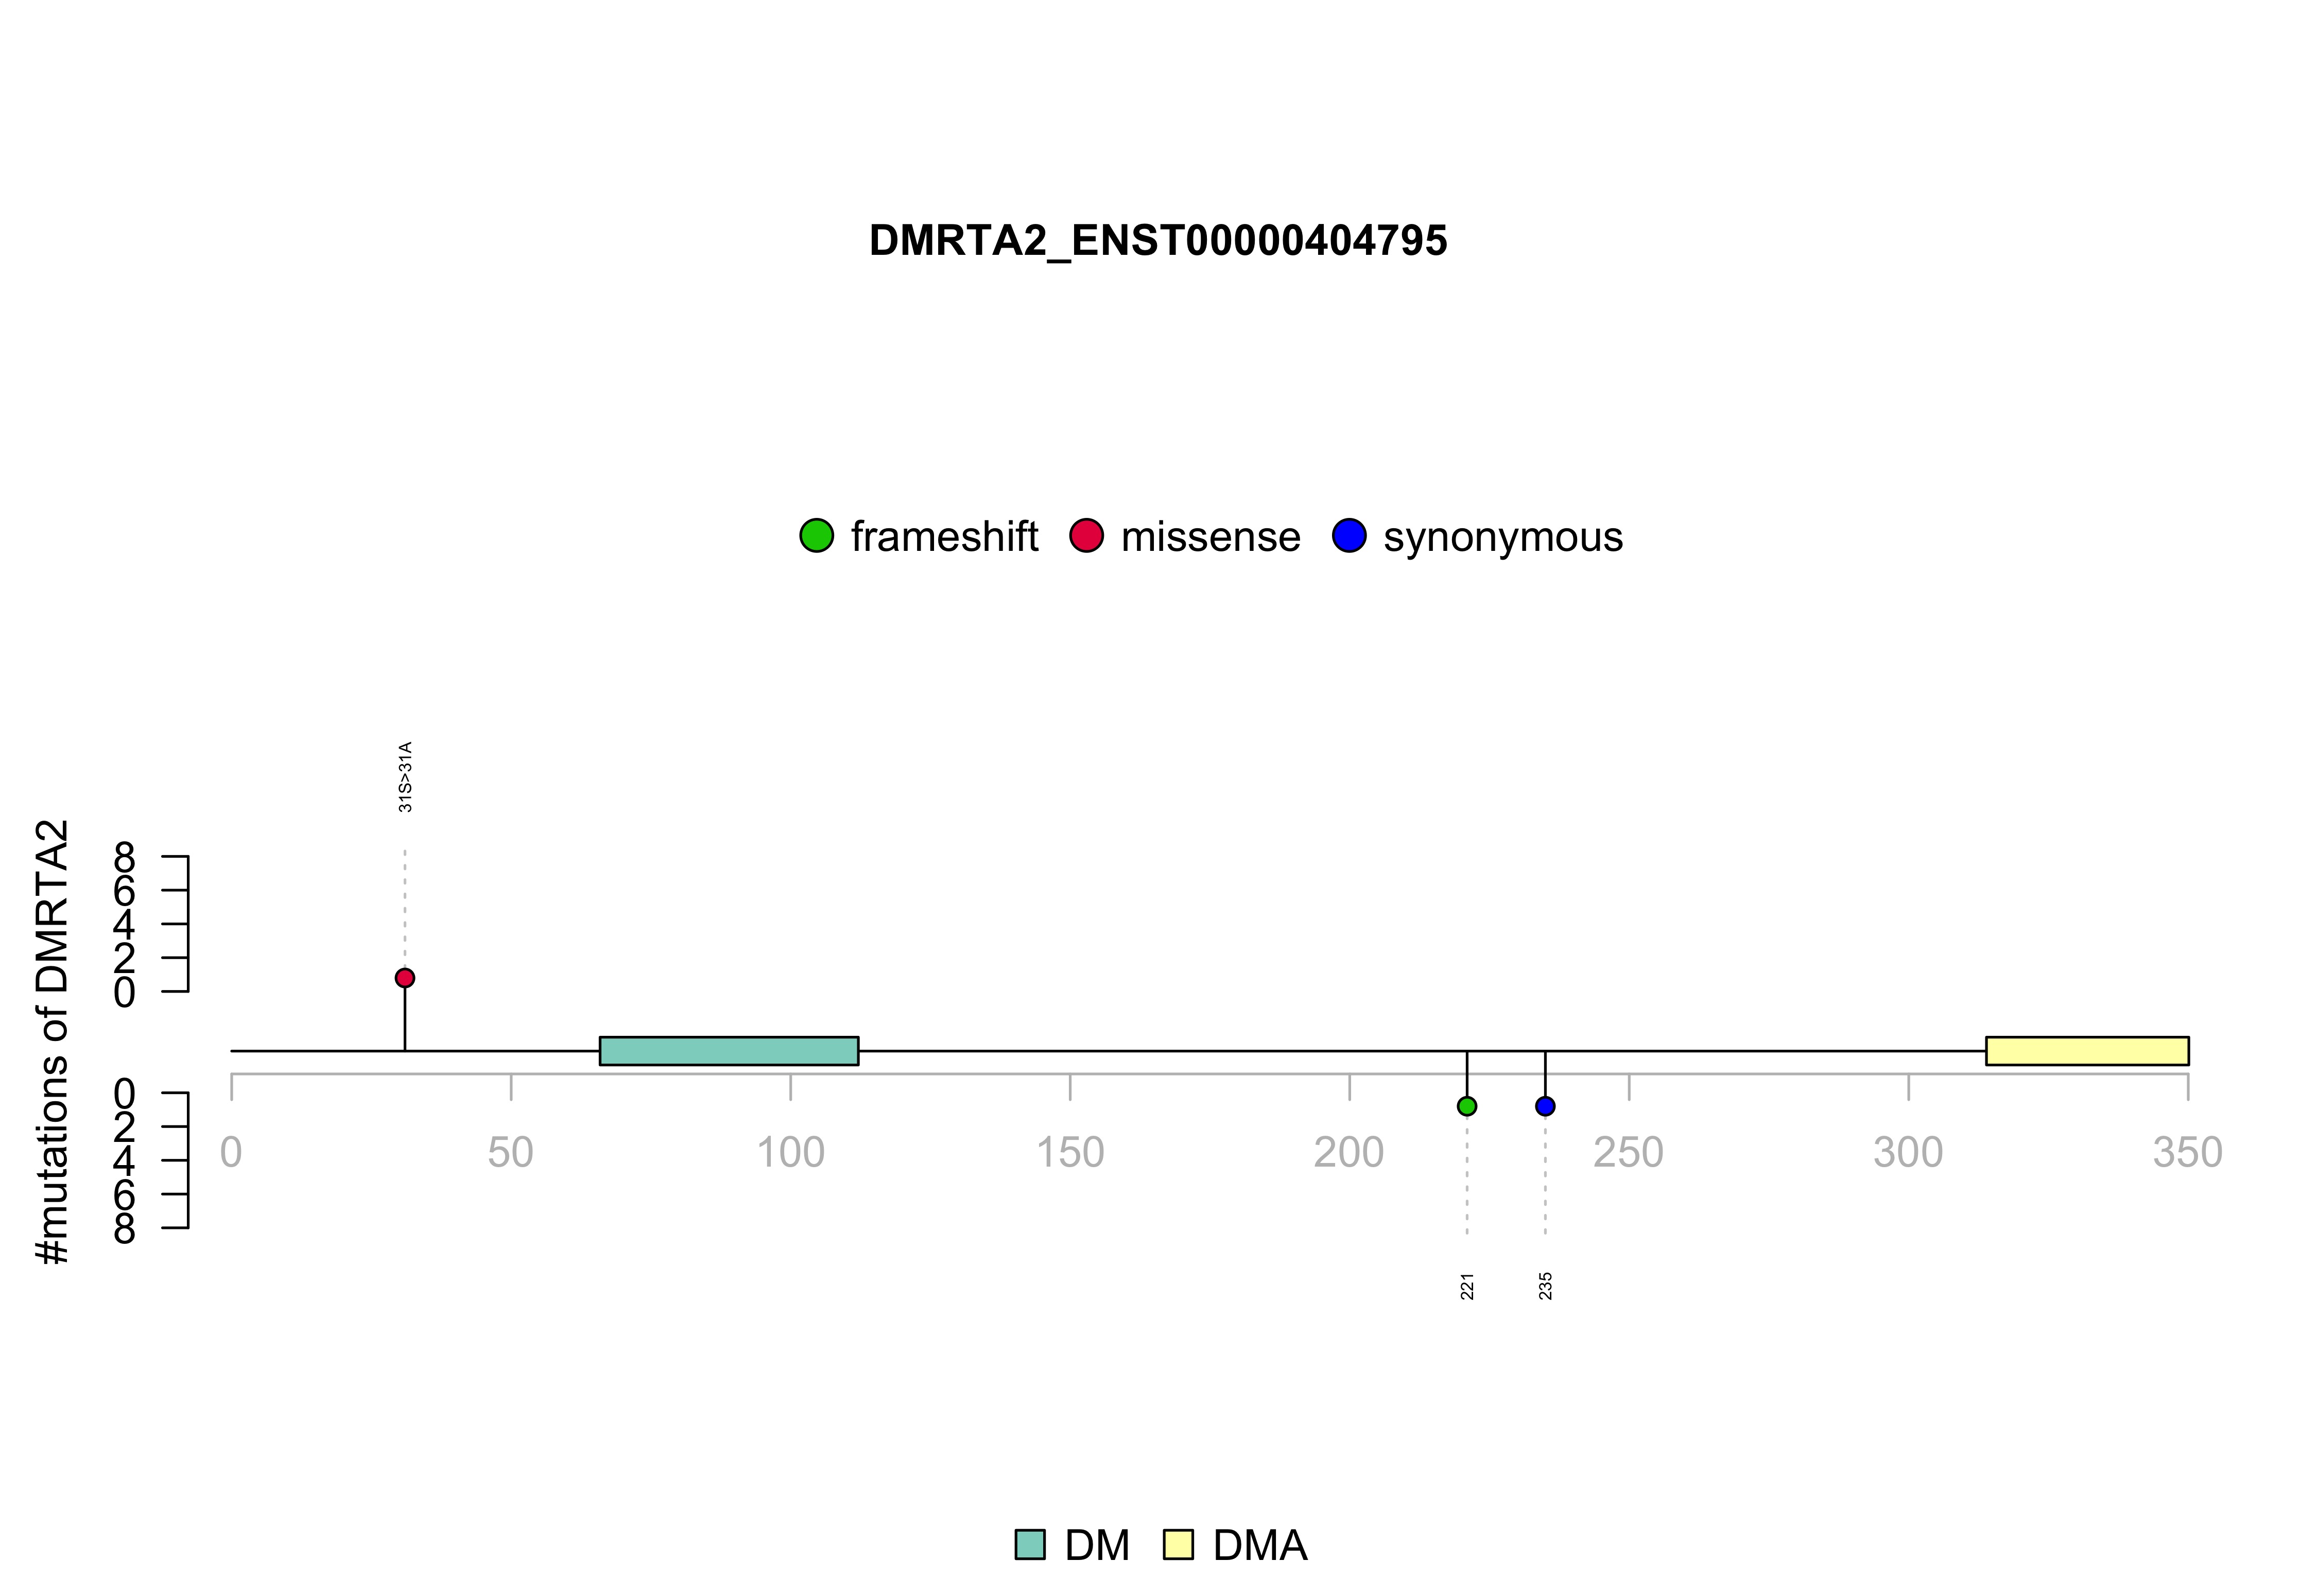 DMRTA2_ENST00000404795
frameshift missense synonymous
31S>31A
#mutations of DMRTA2
8
6
4
2
0
0
2
4
6
8
0 50 100 150 200 250 300 350
221 235
DM DMA